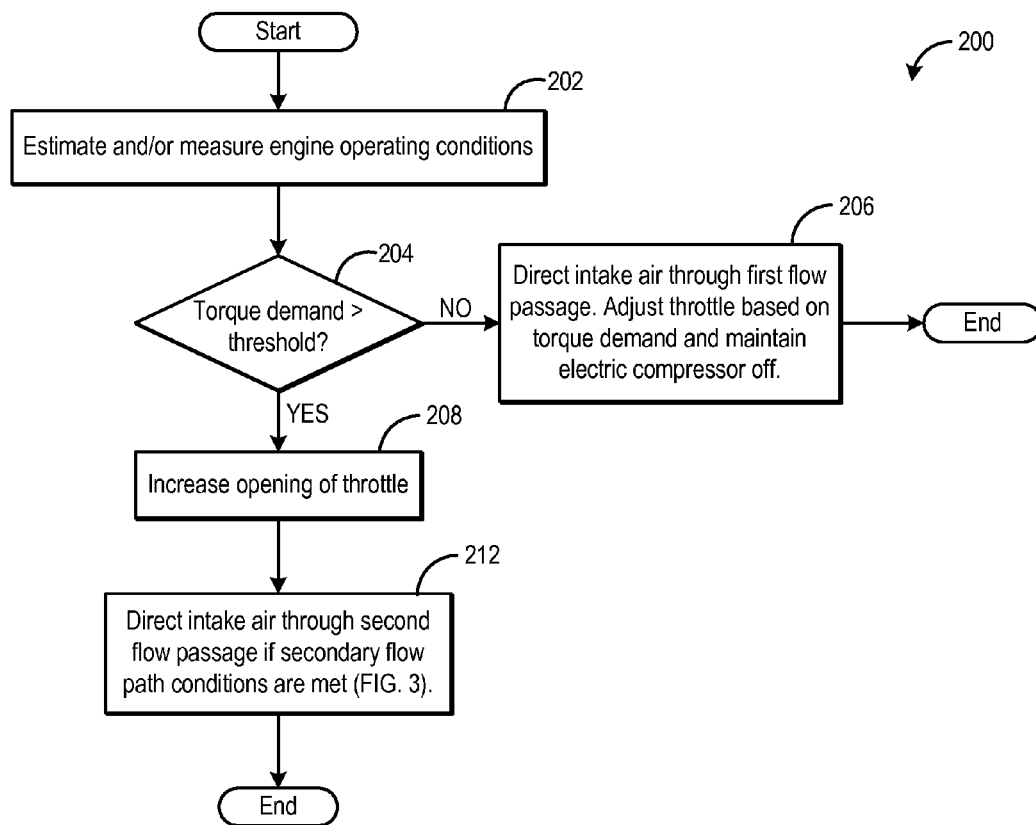 Start
200
202
Estimate and/or measure engine operating conditions
204
Torque demand >
threshold?
NO
206
Direct intake air through first flow
passage. Adjust throttle based on
torque demand and maintain
electric compressor off.
End
YES
208
Increase opening of throttle
212
Direct intake air through second
flow passage if secondary flow
path conditions are met (FIG. 3).
End